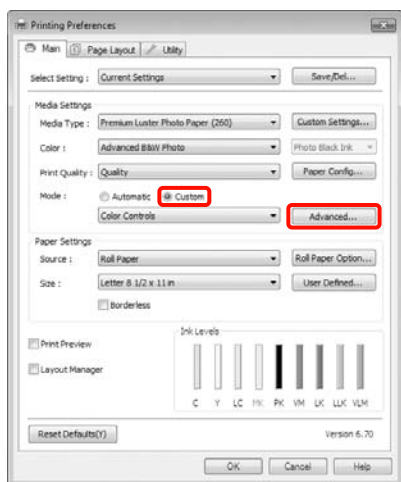 Printing Preferences
Main Page Layout Utility
Select Setting : Current Settings Save/Del...
Media Settings
Media Type : Premium Luster Photo Paper (260) Custom Settings...
Color : Advanced B&W Photo Photo Black Ink
Print Quality : Quality Paper Config...
Mode : Automatic Custom
Color Controls Advanced...
Paper Settings
Source : Roll Paper Roll Paper Option...
Size : Letter 8 1/2 x 11 in User Defined...
Borderless
Ink Levels
Print Preview
Layout Manager
C Y LC MK PK VM LK LLK VLM
Reset Defaults(Y) Version 6.70
OK Cancel Help